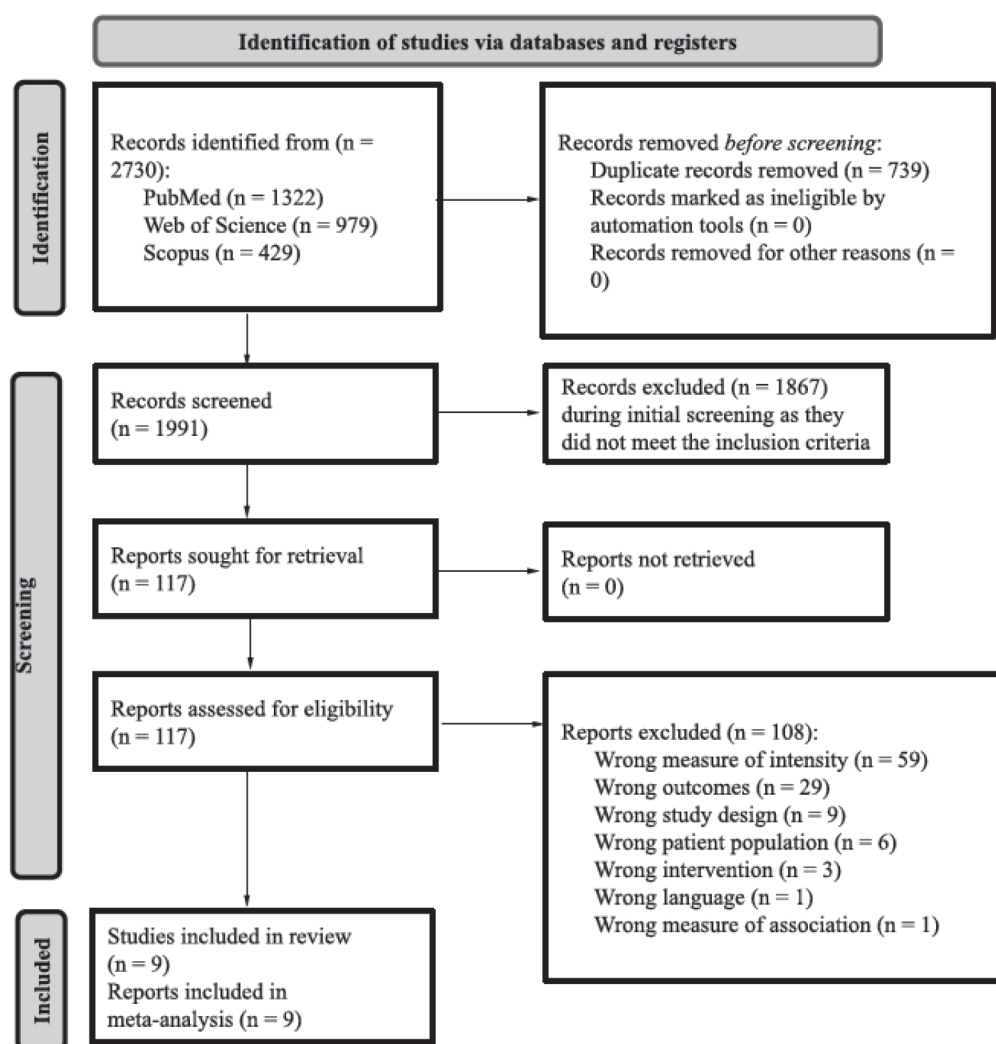 Identification of studies via databases and registers
Identification
Records identified from (n =
2730):
PubMed (n = 1322)
Web of Science (n = 979)
Scopus (n = 429)
Records removed before screening:
Duplicate records removed (n = 739)
Records marked as ineligible by
automation tools (n = 0)
Records removed for other reasons (n =
0)
Screening
Records screened
(n = 1991)
Records excluded (n = 1867)
during initial screening as they
did not meet the inclusion criteria
Reports sought for retrieval
(n = 117)
Reports not retrieved
(n = 0)
Reports assessed for eligibility
(n = 117)
Reports excluded (n = 108):
Wrong measure of intensity (n = 59)
Wrong outcomes (n = 29)
Wrong study design (n = 9)
Wrong patient population (n = 6)
Wrong intervention (n = 3)
Wrong language (n = 1)
Wrong measure of association (n = 1)
Included
Studies included in review
(n = 9)
Reports included in
meta-analysis (n = 9)